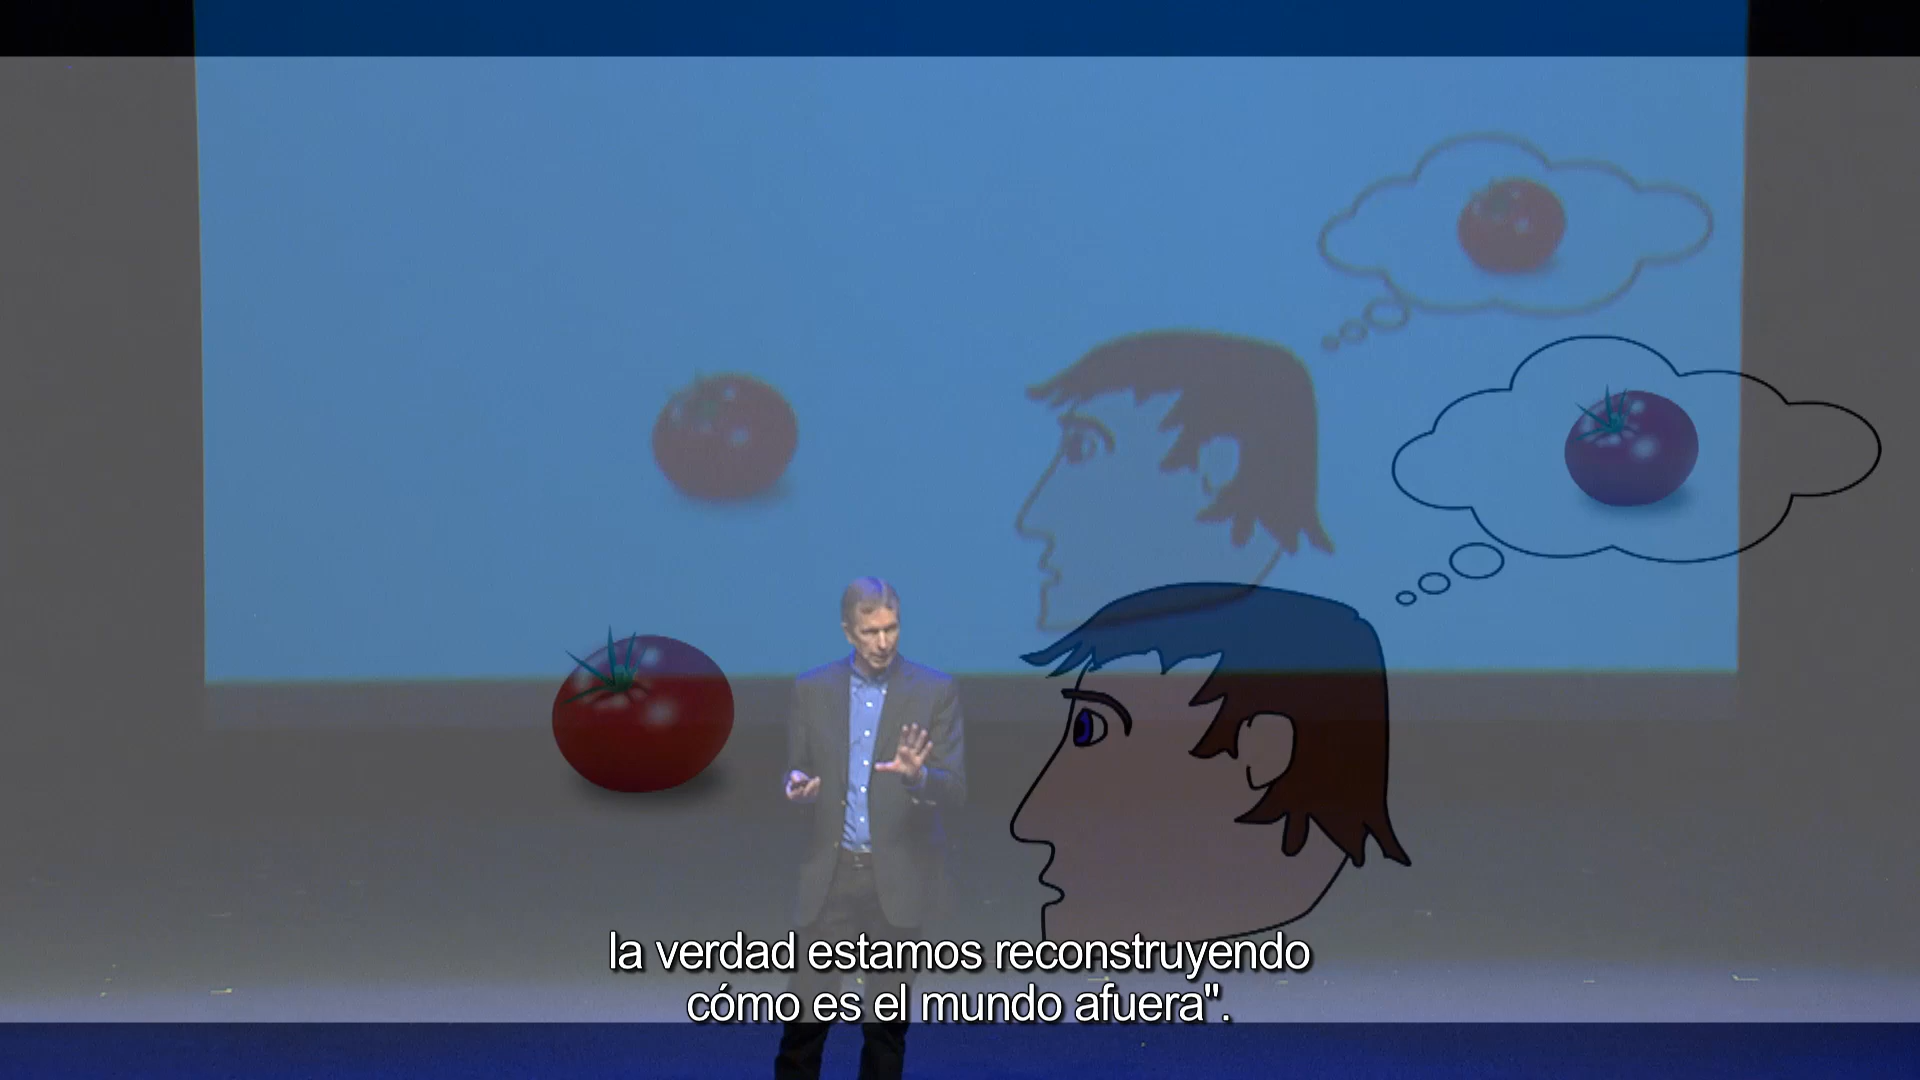 la verdad estamos reconstruyendo
cómo es el mundo afuera".